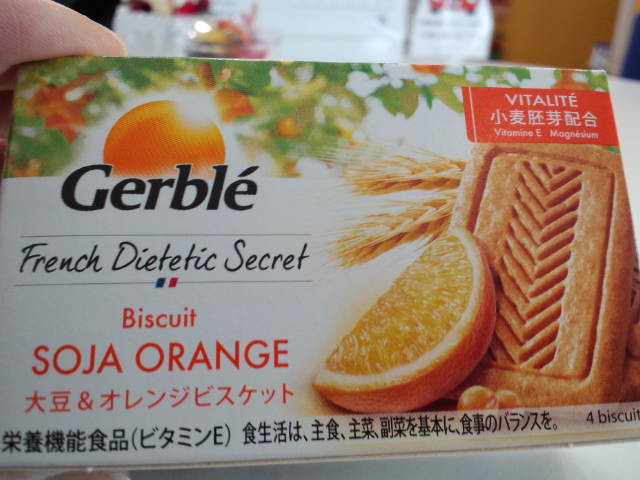 VITALITÉ
小麦胚芽配合
Vitamine E Magnésium
Gerblé
French Dietetic Secret
Biscuit
SOJA ORANGE
大豆&オレンジビスケット
栄養機能食品(ビタミンE) 食生活は、主食、主菜、副菜を基本に、食事のバランスを。
4 biscuit